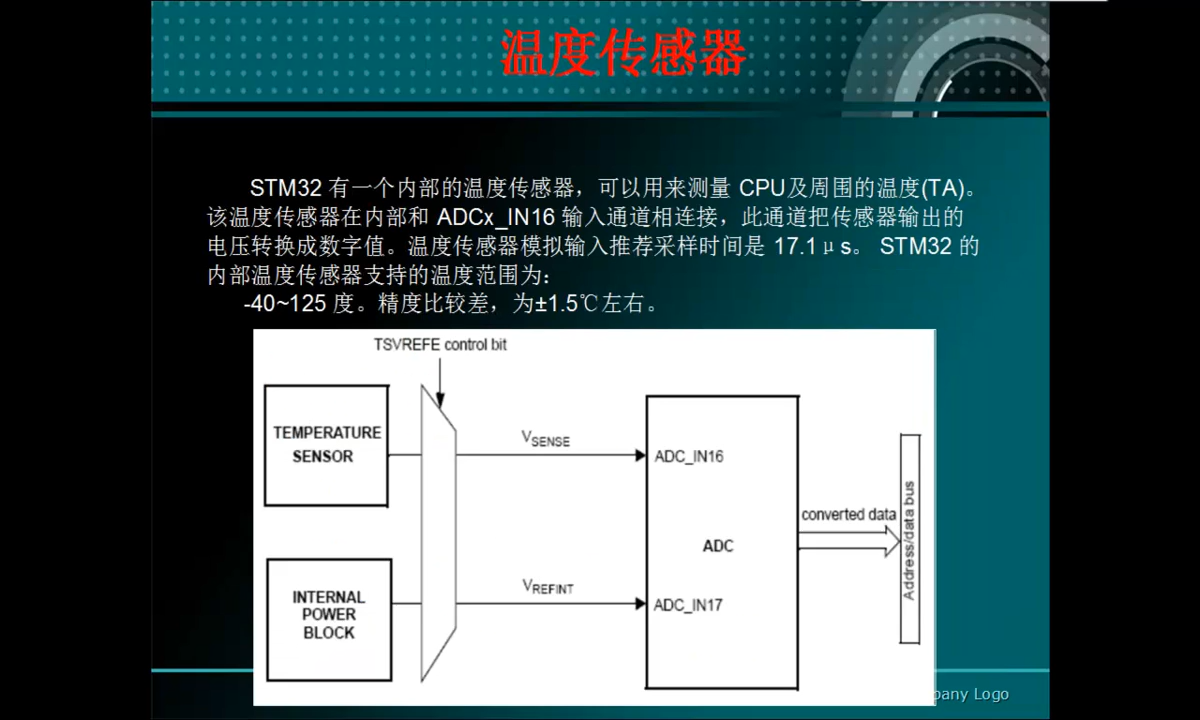 温度传感器
STM32 有一个内部的温度传感器，可以用来测量 CPU及周围的温度(TA)。
该温度传感器在内部和 ADCx_IN16 输入通道相连接，此通道把传感器输出的
电压转换成数字值。温度传感器模拟输入推荐采样时间是 17.1μs。 STM32 的
内部温度传感器支持的温度范围为：
-40~125 度。精度比较差，为±1.5℃左右。
TSVREFE control bit
TEMPERATURE
SENSOR
VSENSE
ADC_IN16
converted data
ADC
Address/data bus
INTERNAL
POWER
BLOCK
VREFINT
ADC_IN17
pany Logo